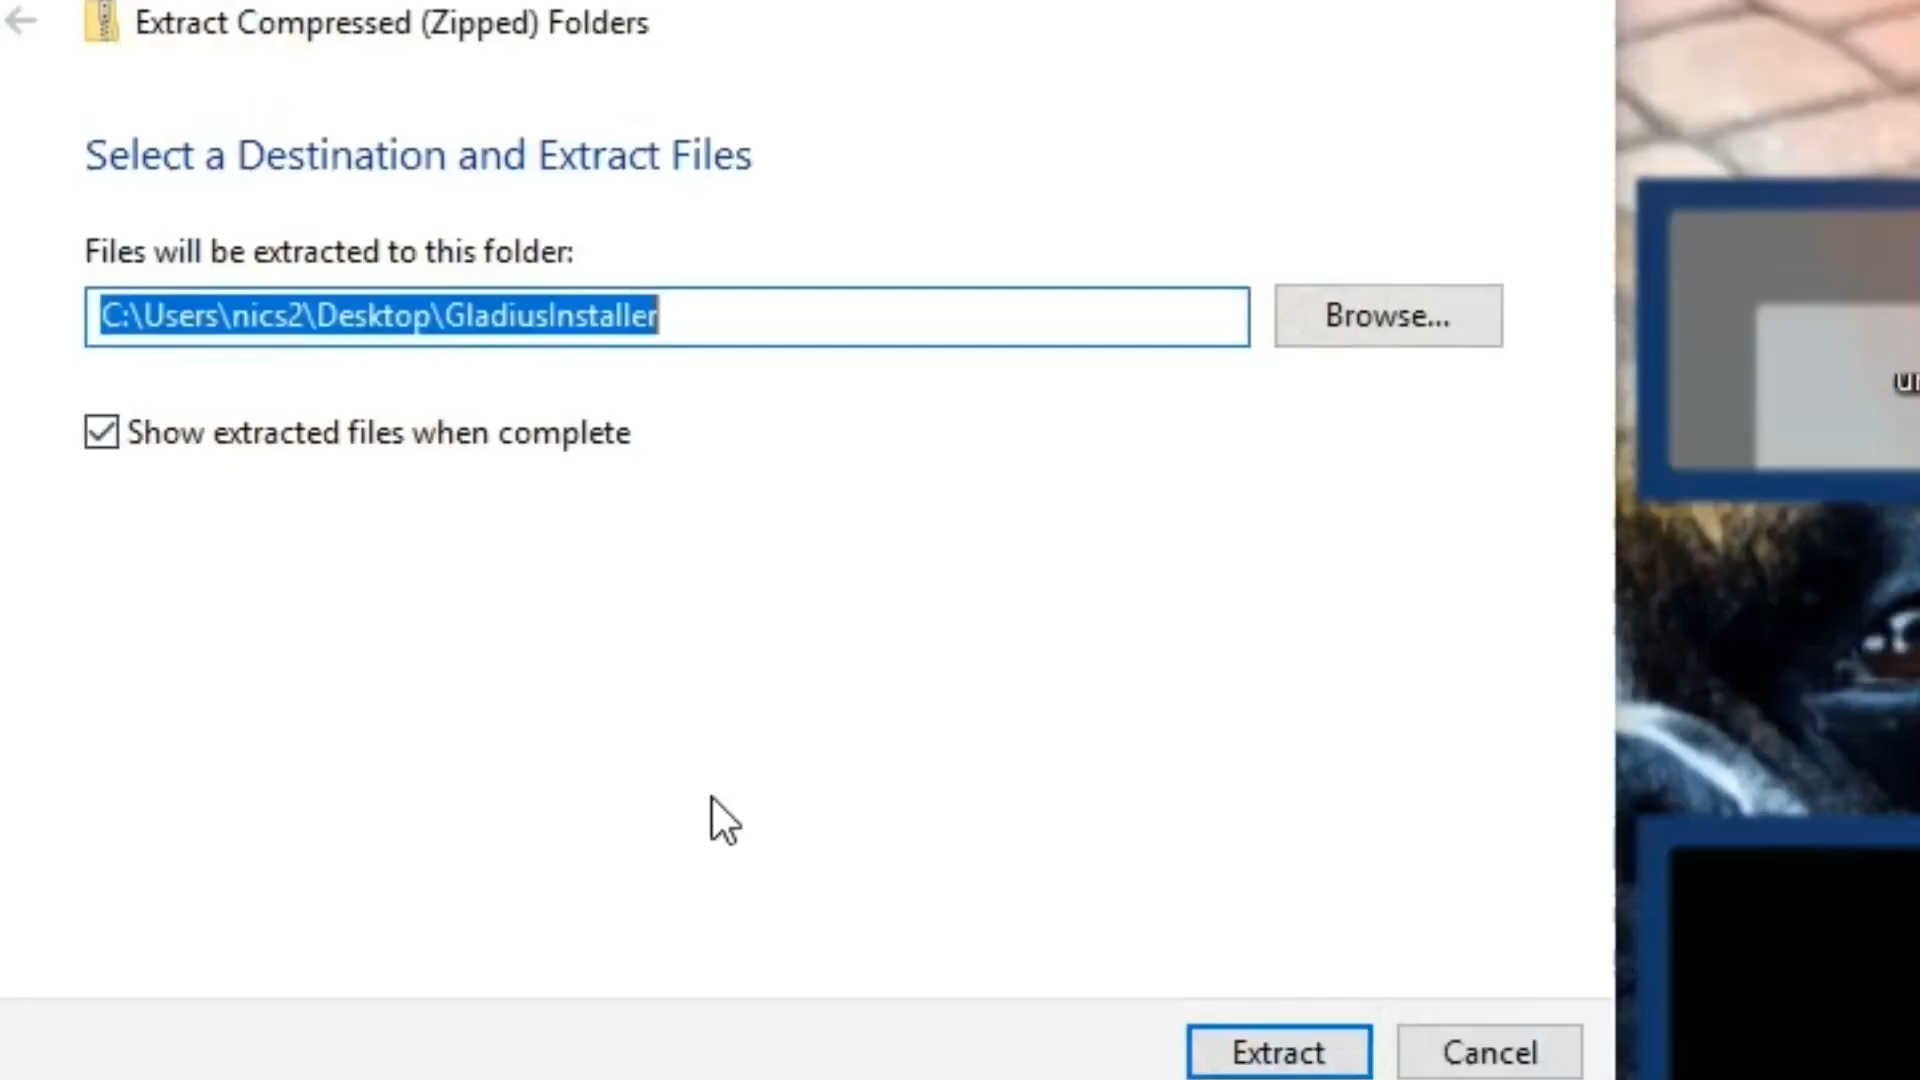 Extract Compressed (Zipped) Folders
Select a Destination and Extract Files
Files will be extracted to this folder:
C:\Users\nics2\Desktop\GladiusInstaller
Browse...
Show extracted files when complete
Extract
Cancel